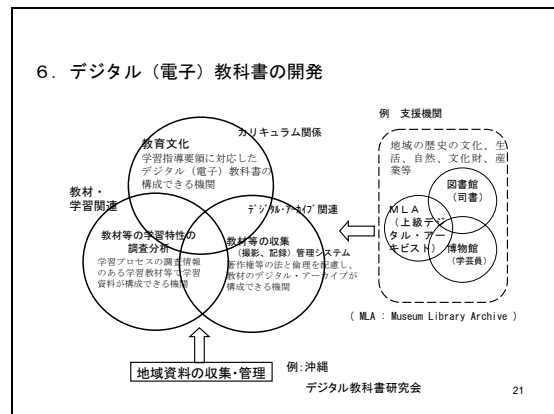 6．デジタル（電子）教科書の開発
例　支援機関
カリキュラム関係
教育文化
学習指導要領に対応した
デジタル（電子）教科書の
構成できる機関
教材・
学習関連
デジタル・アーカイブ関連
教材等の学習特性の
調査分析
学習プロセスの調査情報
のある学習教材等で学習
資料が構成できる機関
教材等の収集
（撮影、記録）管理システム
著作権等の法と倫理を配慮し、
教材のデジタル・アーカイブが
構成できる機関
地域の歴史の文化、生
活、自然、文化財、産
業等
図書館
（司書）
ＭＬＡ
（上級デジ
タル・アー
キビスト）
博物館
（学芸員）
( MLA : Museum Library Archive )
地域資料の収集・管理
例：沖縄
デジタル教科書研究会
21